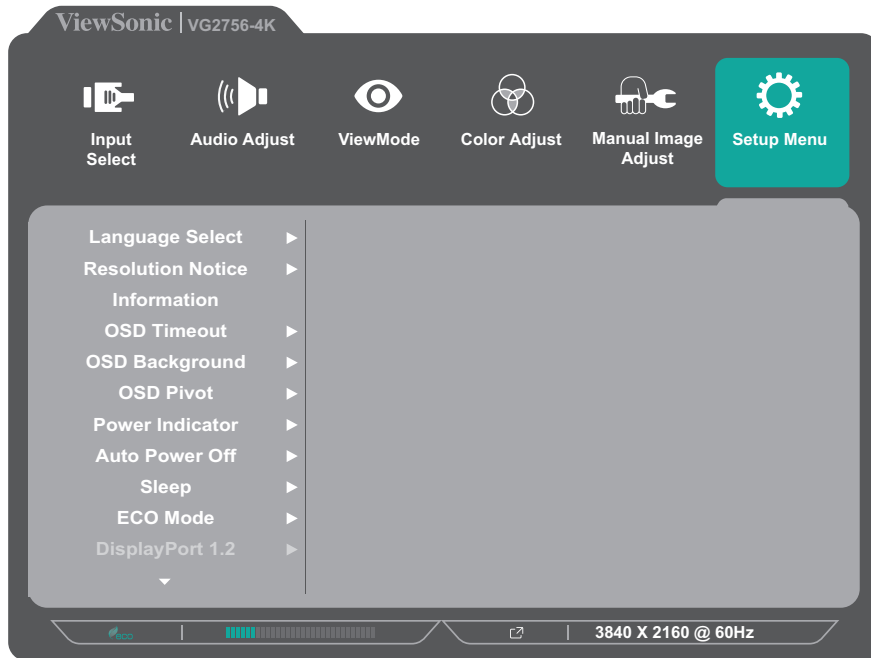 ViewSonic | VG2756-4K
Input
Select
Audio Adjust
ViewMode
Color Adjust
Manual Image
Adjust
Setup Menu
Language Select
Resolution Notice
Information
OSD Timeout
OSD Background
OSD Pivot
Power Indicator
Auto Power Off
Sleep
ECO Mode
DisplayPort 1.2
eco
3840 X 2160 @ 60Hz